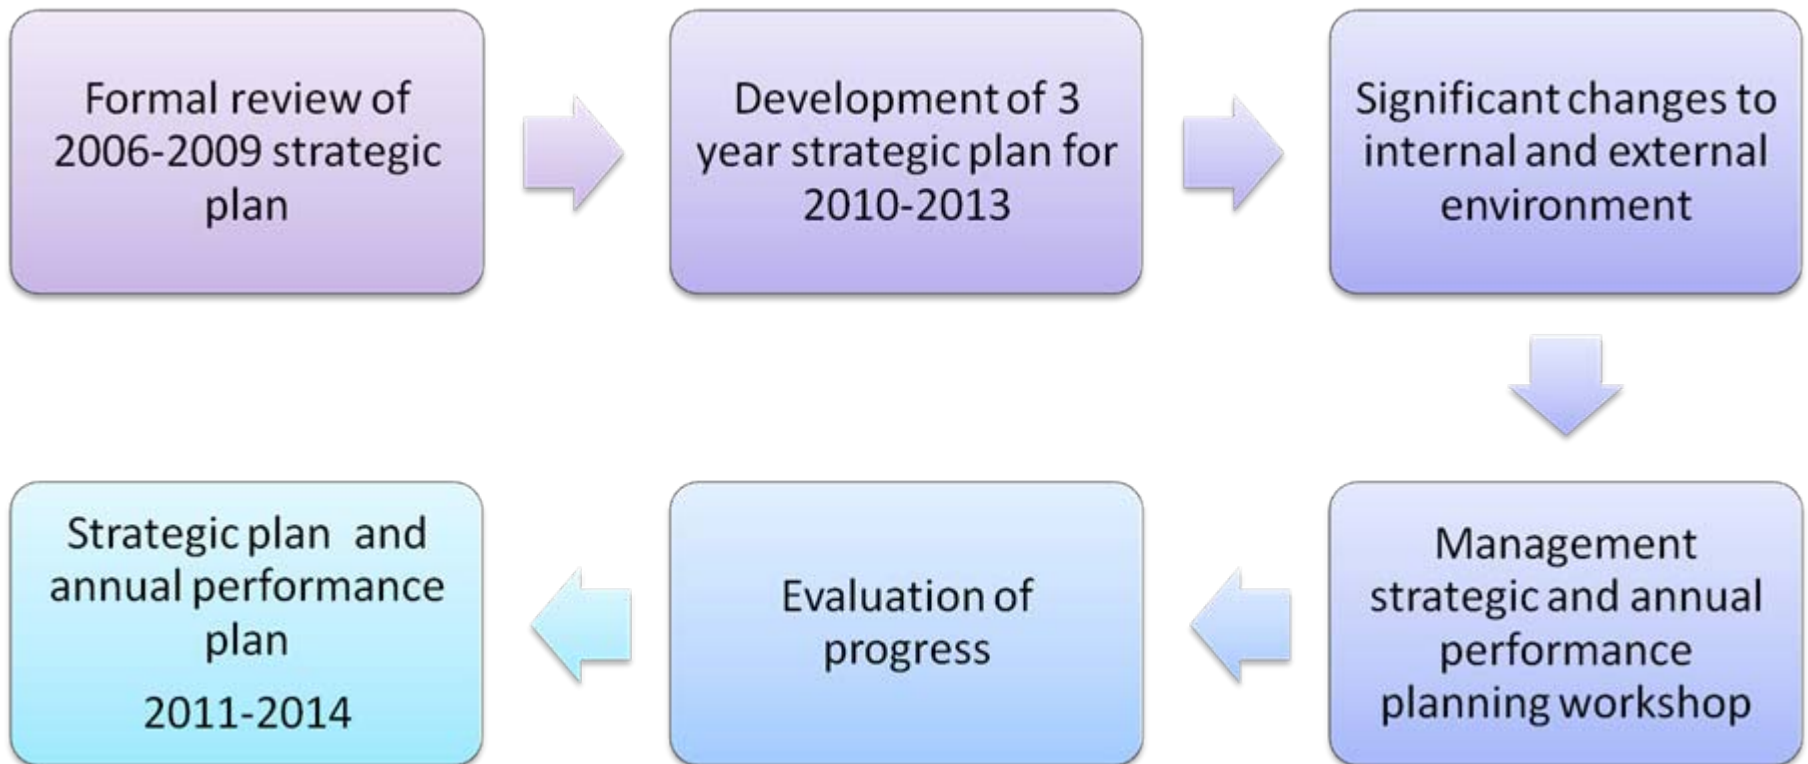 Formal review of
2006-2009 strategic
plan
Development of 3
year strategic plan for
2010-2013
Significant changes to
internal and external
environment
Management
strategic and annual
performance
planning workshop
Evaluation of
progress
Strategic plan and
annual performance
plan
2011-2014